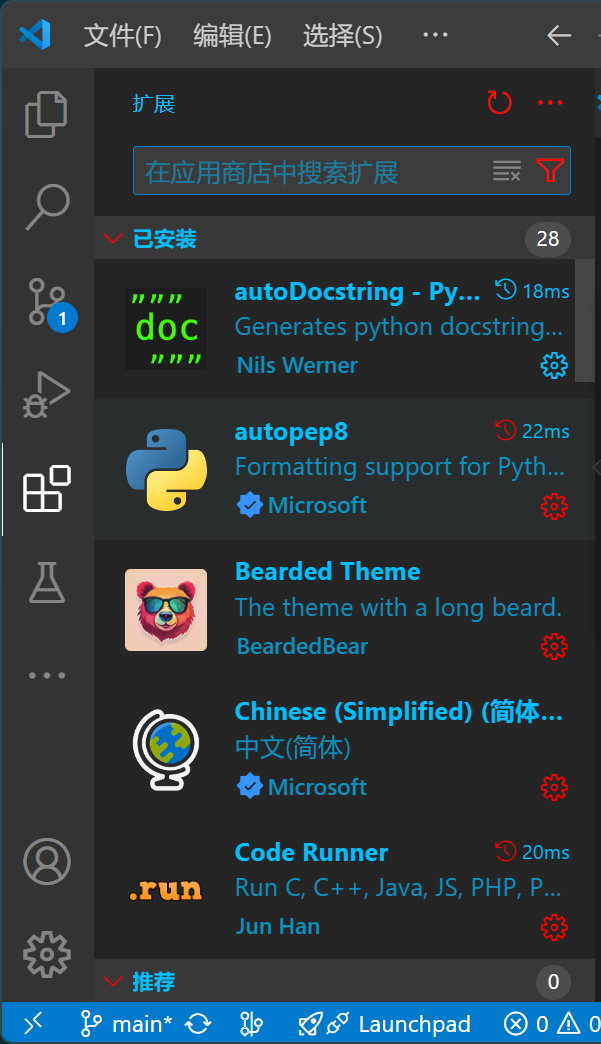 文件(F) 编辑(E) 选择(S) ···
扩展
在应用商店中搜索扩展
已安装 28
"""
doc
"""
autoDocstring - Py... 18ms
Generates python docstring...
Nils Werner
autopep8 22ms
Formatting support for Pyth...
Microsoft
Bearded Theme
The theme with a long beard.
BeardedBear
Chinese (Simplified) (简体...
中文(简体)
Microsoft
Code Runner 20ms
.run
Run C, C++, Java, JS, PHP, P...
Jun Han
推荐 0
1
main* Launchpad 0 0